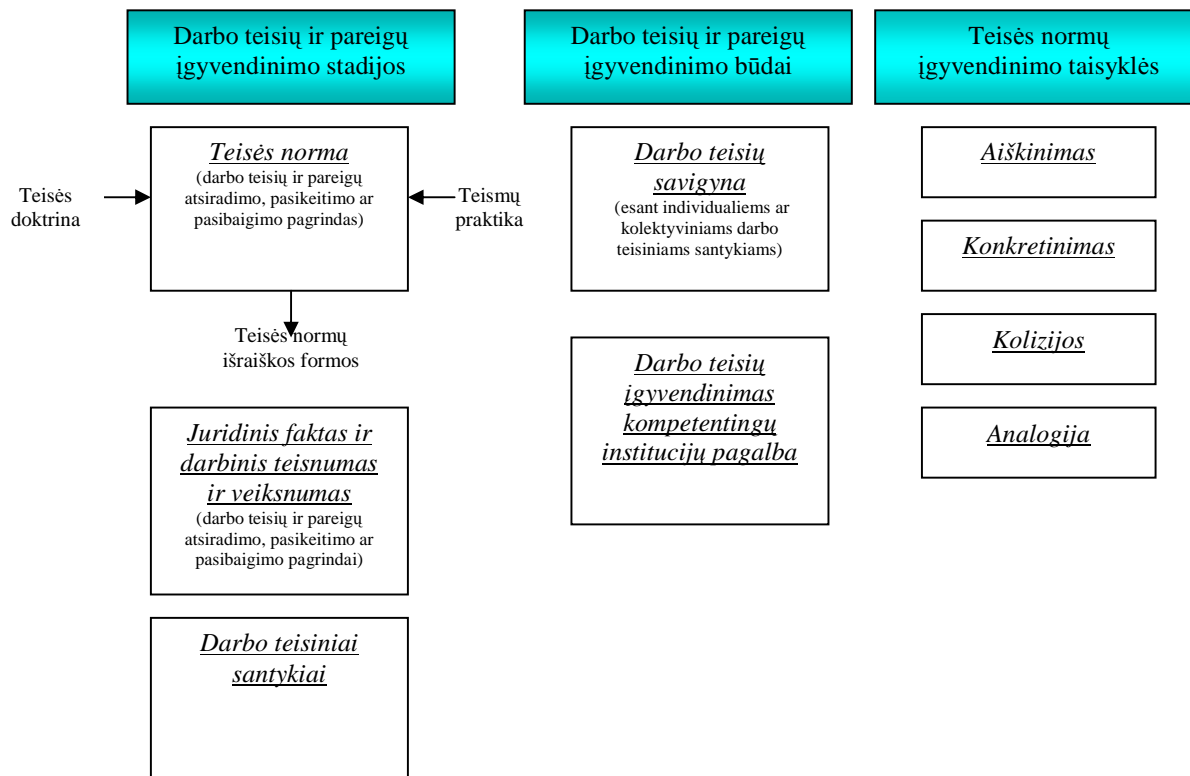 Darbo teisių ir pareigų
įgyvendinimo stadijos
Darbo teisių ir pareigų
įgyvendinimo būdai
Teisės normų
įgyvendinimo taisyklės
Teisės
doktrina
Teisės norma
(darbo teisių ir pareigų
atsiradimo, pasikeitimo ar
pasibaigimo pagrindas)
Teismų
praktika
Teisės normų
išraiškos formos
Juridinis faktas ir
darbinis teisnumas
ir veiksnumas
(darbo teisių ir pareigų
atsiradimo, pasikeitimo ar
pasibaigimo pagrindai)
Darbo teisiniai
santykiai
Darbo teisių
savigyna
(esant individualiems ar
kolektyviniams darbo
teisiniams santykiams)
Darbo teisių
įgyvendinimas
kompetentingų
institucijų pagalba
Aiškinimas
Konkretinimas
Kolizijos
Analogija